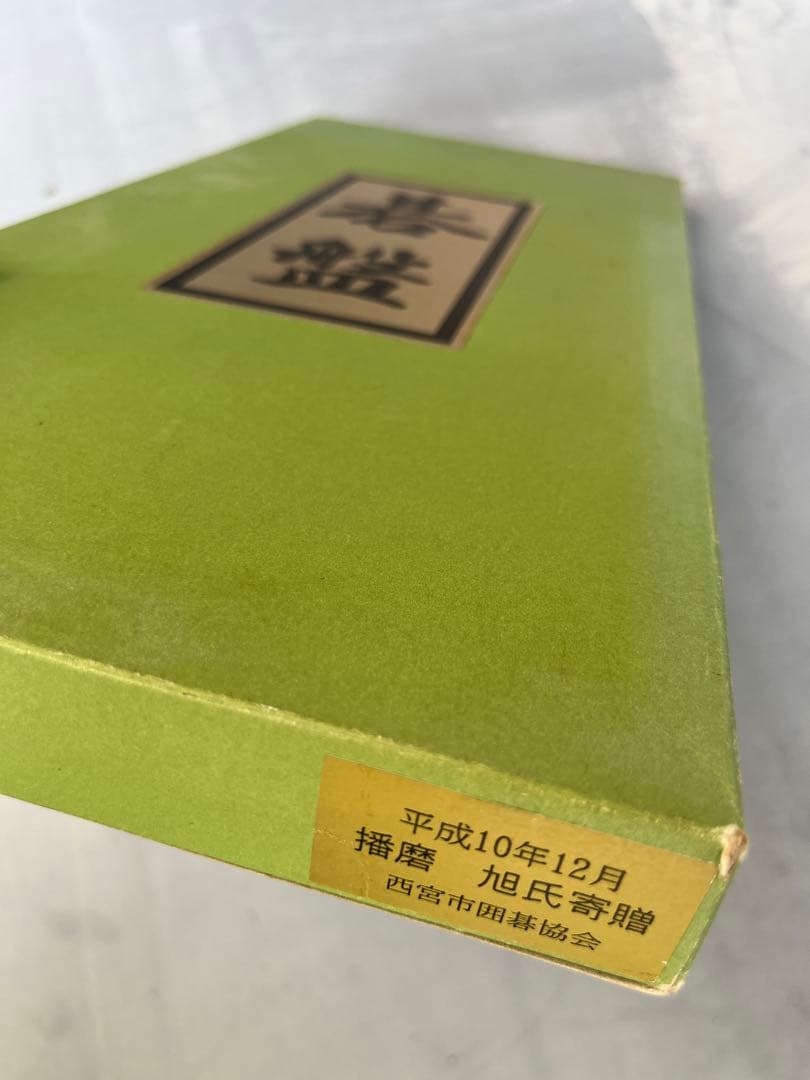 碁
盤
平成10年12月
播磨　旭氏寄贈
西宮市囲碁協会